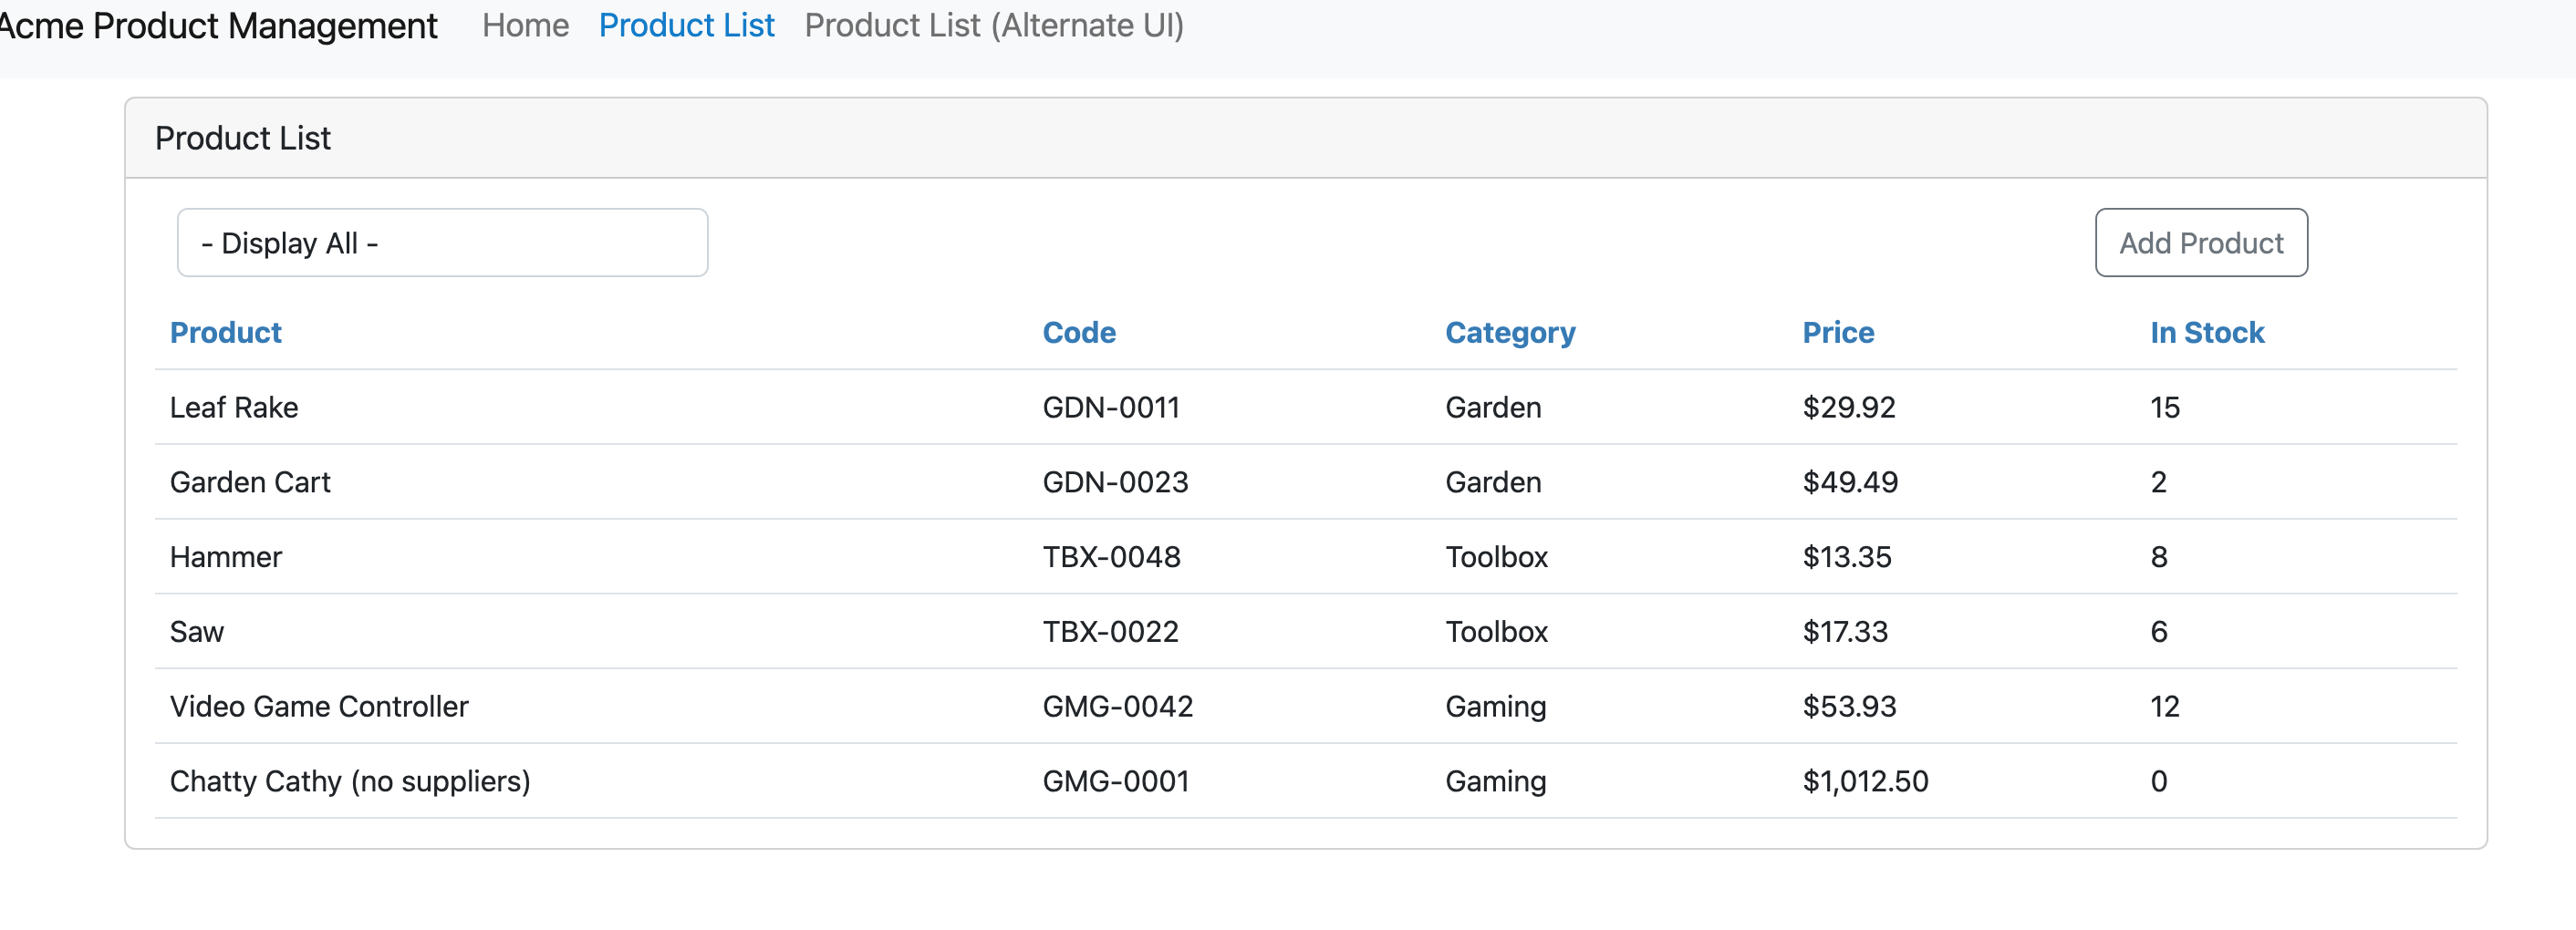 Acme Product Management Home Product List Product List (Alternate UI)
Product List
- Display All - Add Product
Product Code Category Price In Stock
Leaf Rake GDN-0011 Garden $29.92 15
Garden Cart GDN-0023 Garden $49.49 2
Hammer TBX-0048 Toolbox $13.35 8
Saw TBX-0022 Toolbox $17.33 6
Video Game Controller GMG-0042 Gaming $53.93 12
Chatty Cathy (no suppliers) GMG-0001 Gaming $1,012.50 0